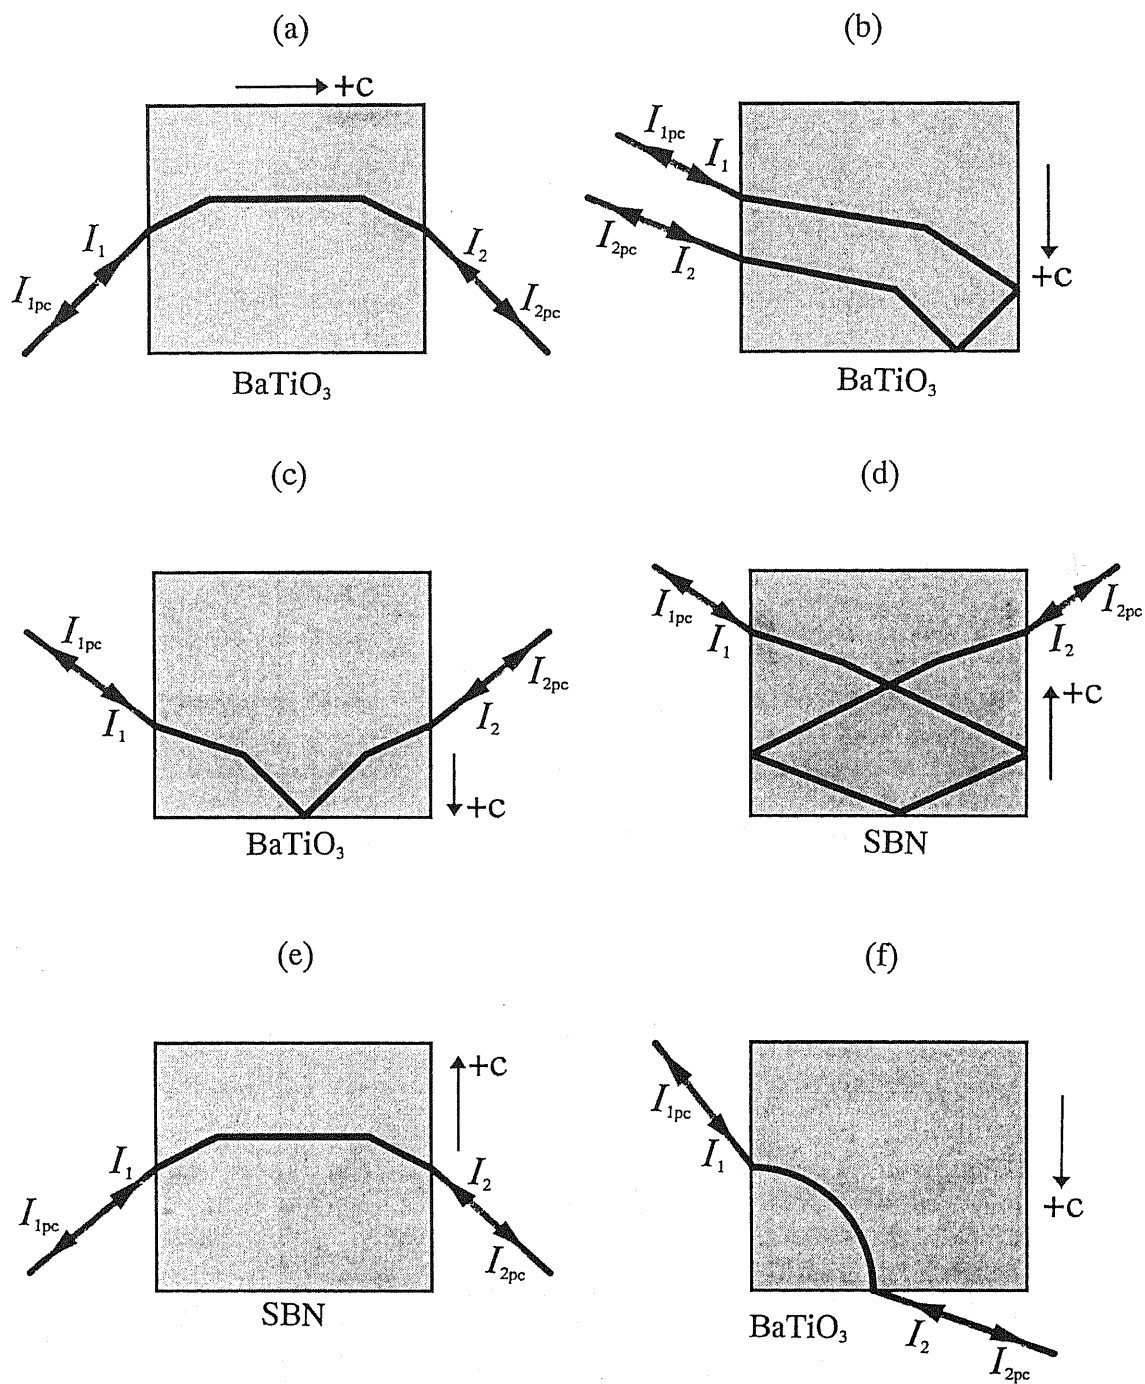 (a)
+c
I₁
I₂
I₁pc
I₂pc
BaTiO₃
(b)
I₁pc
I₁
I₂pc
I₂
+c
BaTiO₃
(c)
I₁pc
I₁
I₂pc
I₂
+c
BaTiO₃
(d)
I₁pc
I₁
I₂pc
I₂
+c
SBN
(e)
+c
I₁
I₂
I₁pc
I₂pc
SBN
(f)
I₁pc
I₁
+c
BaTiO₃
I₂
I₂pc